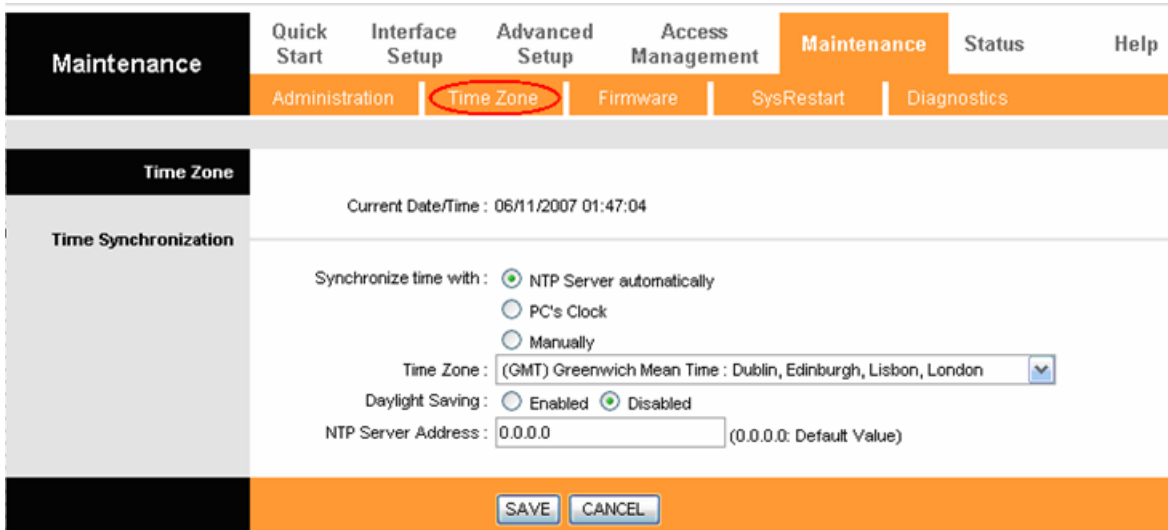 Maintenance
Quick Start
Interface Setup
Advanced Setup
Access Management
Maintenance
Status
Help
Administration
Time Zone
Firmware
SysRestart
Diagnostics
Time Zone
Current Date/Time : 06/11/2007 01:47:04
Time Synchronization
Synchronize time with : NTP Server automatically
PC's Clock
Manually
Time Zone : (GMT) Greenwich Mean Time : Dublin, Edinburgh, Lisbon, London
Daylight Saving : Enabled Disabled
NTP Server Address : 0.0.0.0 (0.0.0.0: Default Value)
SAVE CANCEL